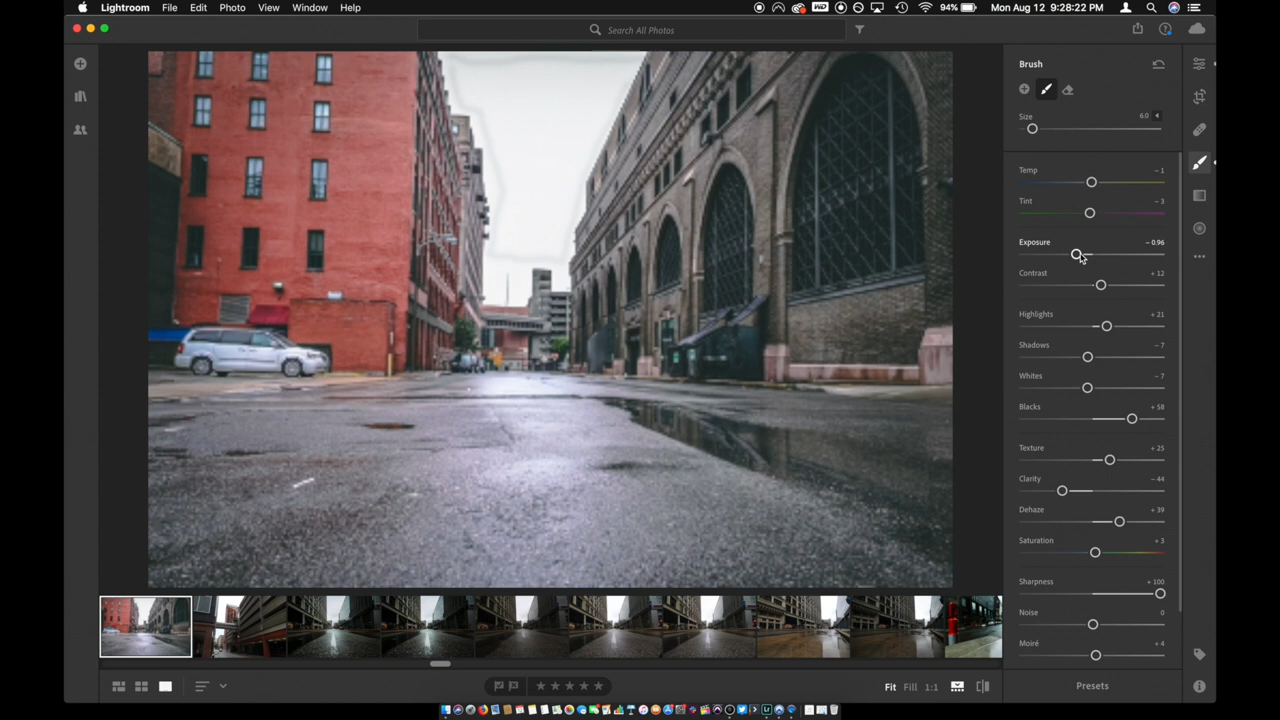 Lightroom File Edit Photo View Window Help
WD 94% Mon Aug 12 9:28:22 PM
Search All Photos
Brush
Size 6.0
Temp – 1
Tint – 3
Exposure – 0.96
Contrast + 12
Highlights + 21
Shadows – 7
Whites – 7
Blacks + 58
Texture + 25
Clarity – 44
Dehaze + 39
Saturation + 3
Sharpness + 100
Noise 0
Moiré + 4
Fit Fill 1:1
Presets